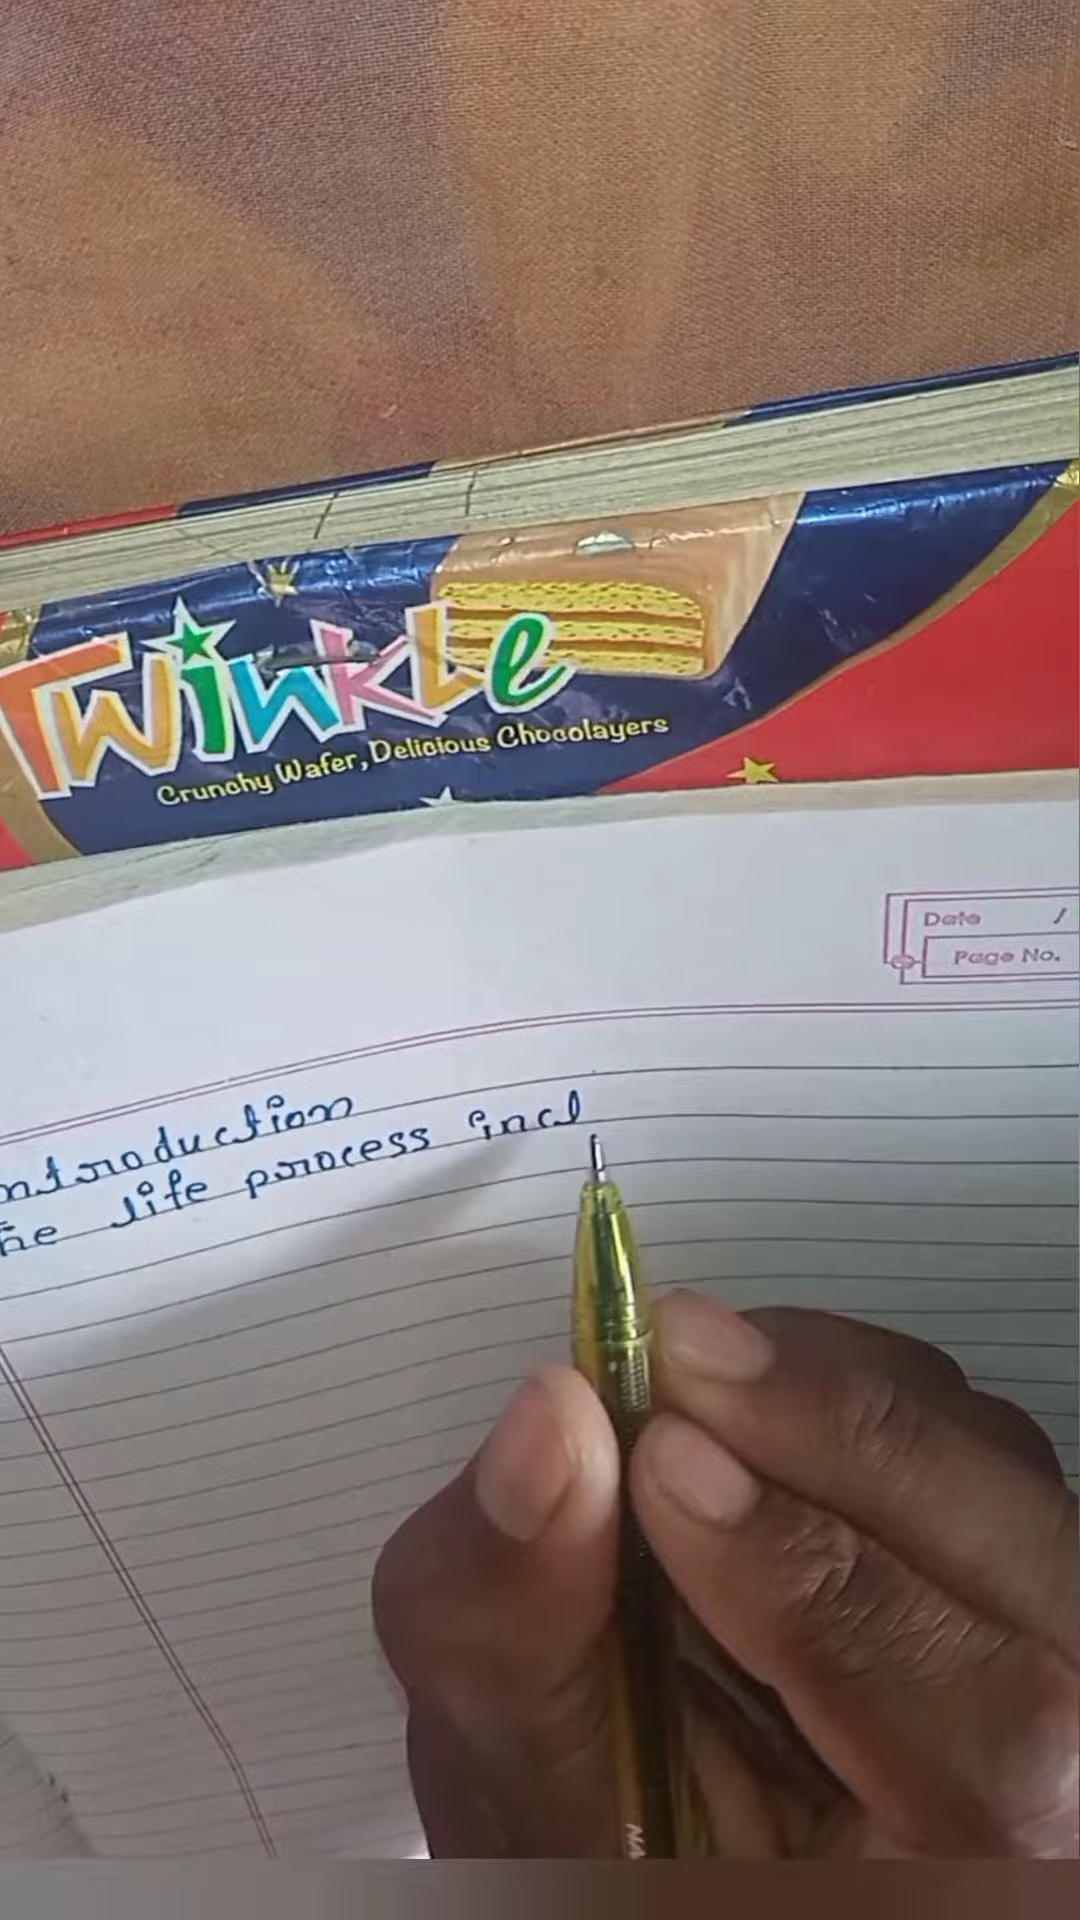 Twinkle
Crunchy Wafer, Delicious Chocolayers
Date /
Page No.
ntroduction
he life process incl